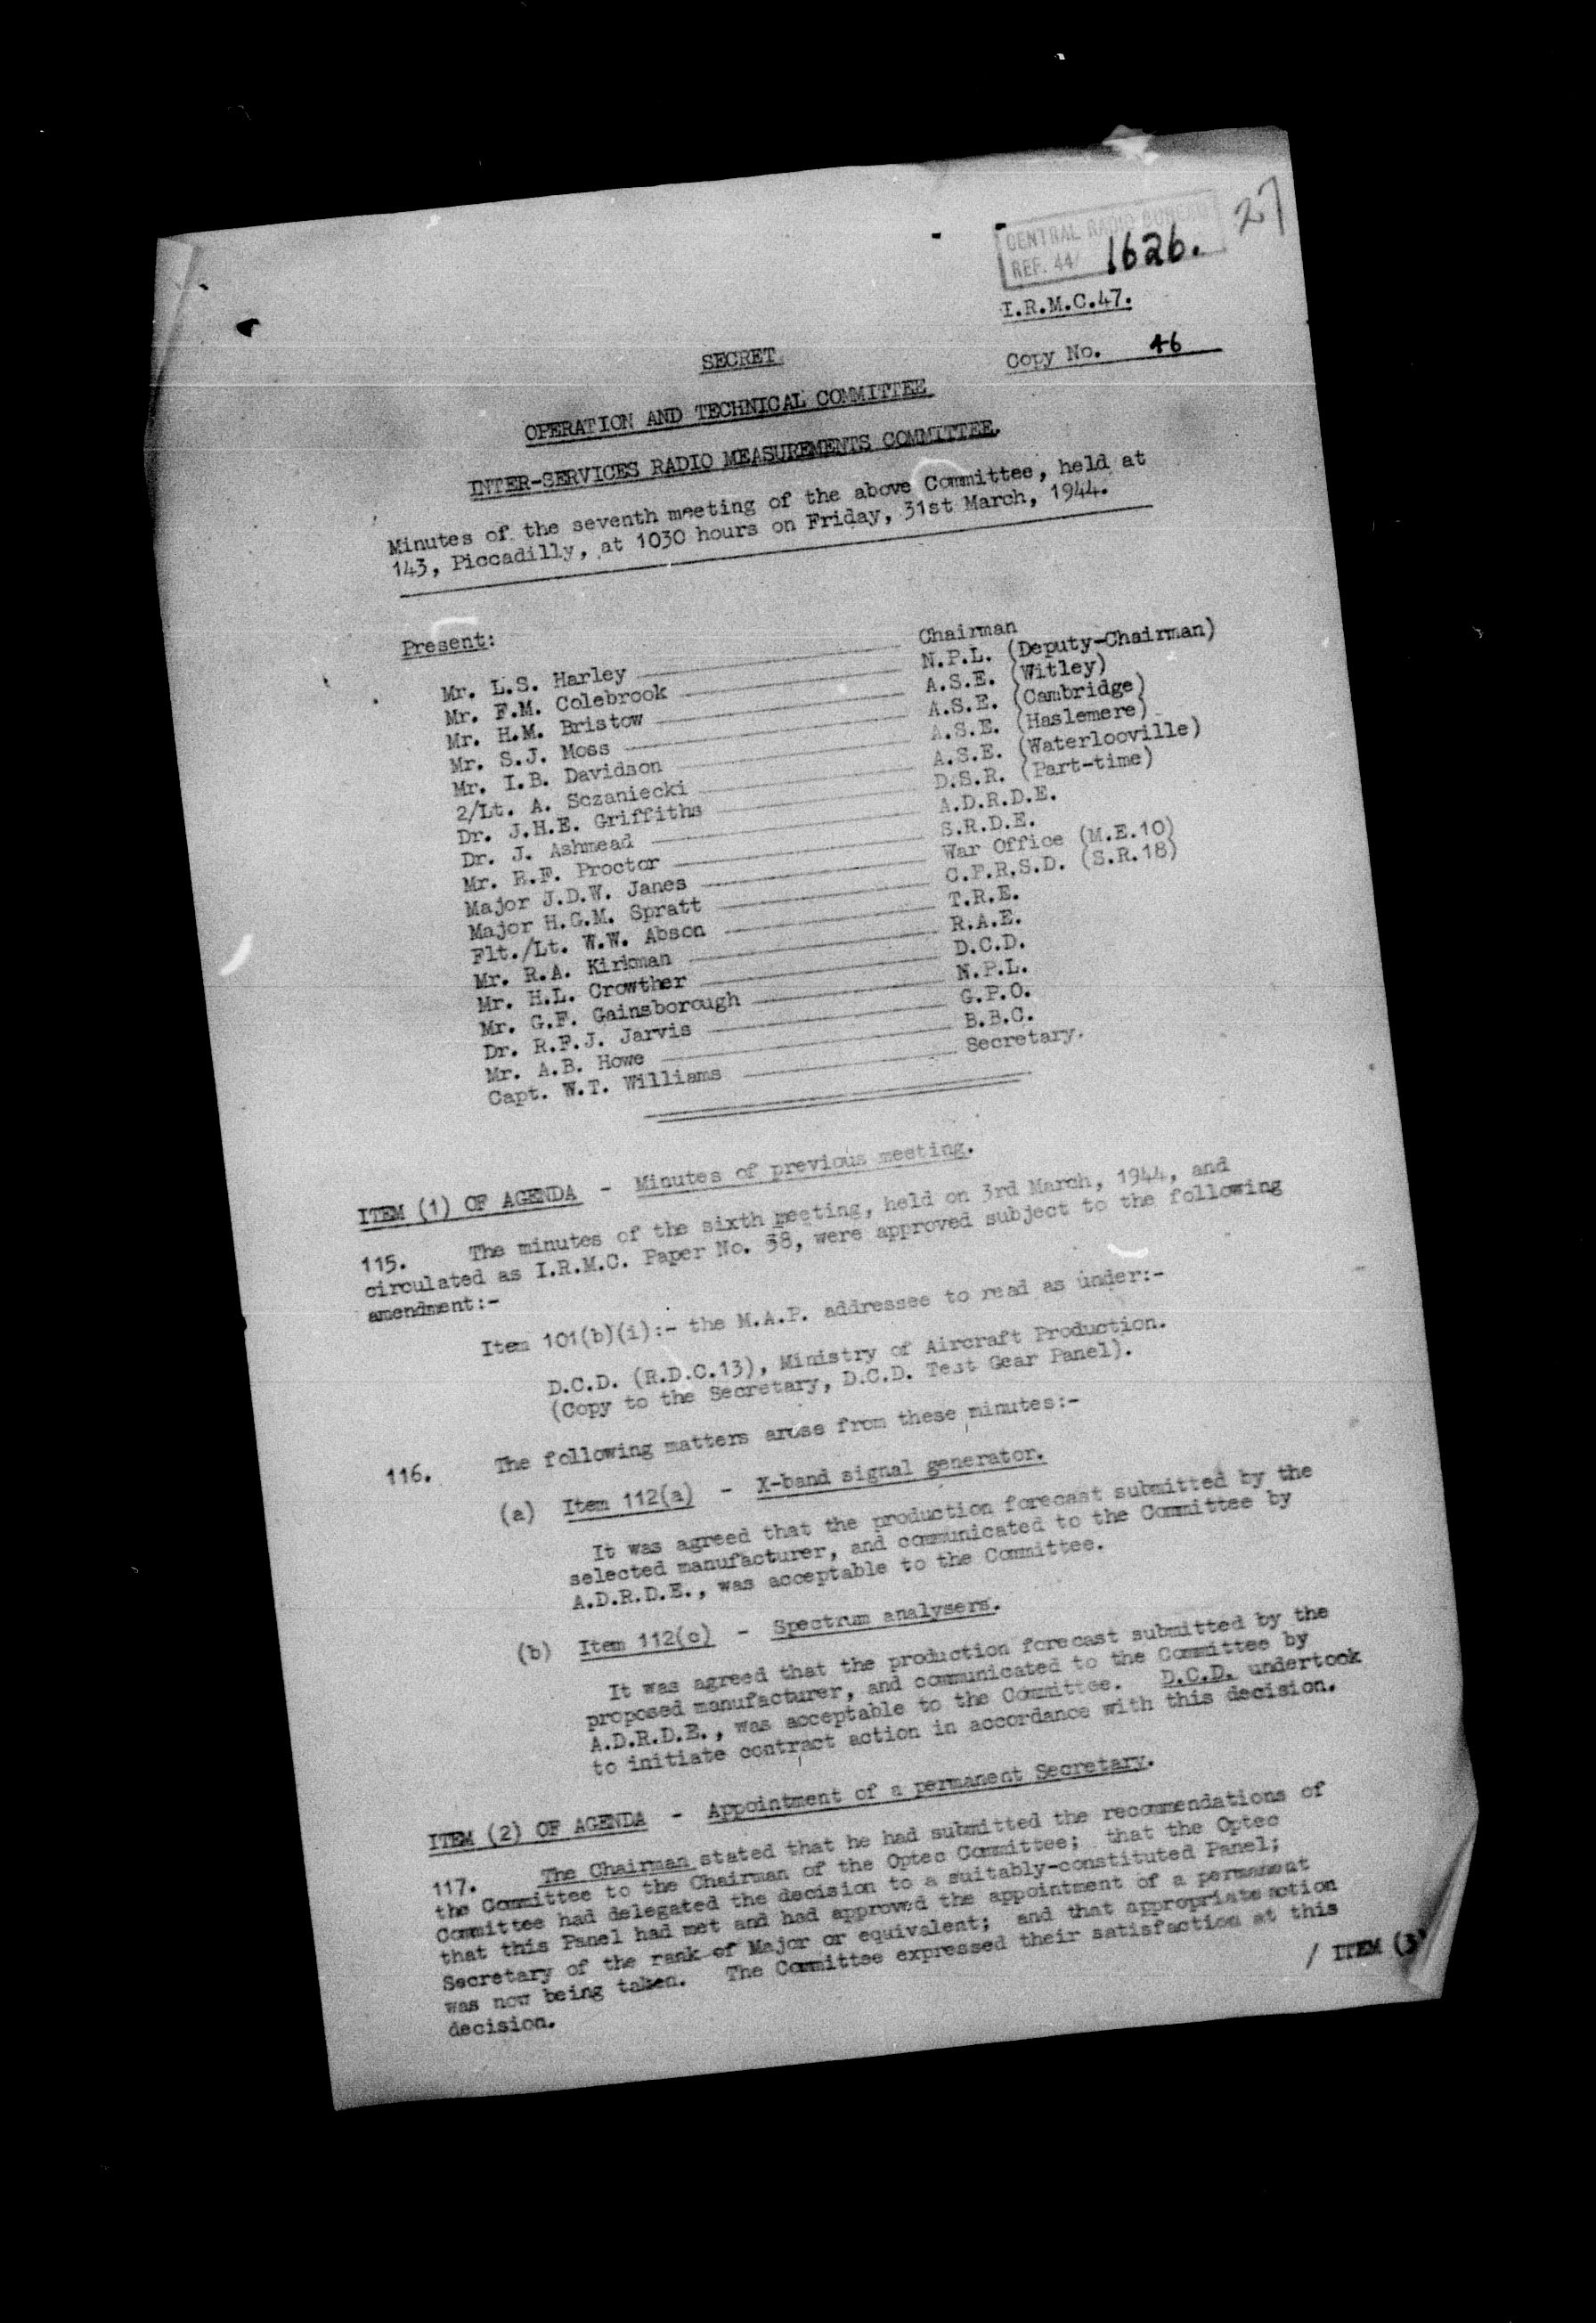 27
CENTRAL RADIO BUREAU
REF. 44/ 1626.
I.R.M.C.47.
SECRET
Copy No. 46
OPERATION AND TECHNICAL COMMITTEE
INTER-SERVICES RADIO MEASUREMENTS COMMITTEE.
Minutes of the seventh meeting of the above Committee, held at
143, Piccadilly, at 1030 hours on Friday, 31st March, 1944.
Present:
Mr. L.S. Harley Chairman
Mr. F.M. Colebrook N.P.L. (Deputy-Chairman)
Mr. H.M. Bristow A.S.E. (Witley)
Mr. S.J. Moss A.S.E. (Cambridge)
Mr. I.B. Davidson A.S.E. (Haslemere)
2/Lt. A. Sczaniecki A.S.E. (Waterlooville)
Dr. J.H.E. Griffiths D.S.R. (Part-time)
Dr. J. Ashmead A.D.R.D.E.
Mr. R.F. Proctor S.R.D.E.
Major J.D.W. Janes War Office (M.E.10)
Major H.G.M. Spratt C.P.R.S.D. (S.R.18)
Flt./Lt. W.W. Abson T.R.E.
Mr. R.A. Kirkman R.A.E.
Mr. H.L. Crowther D.C.D.
Mr. G.F. Gainsborough N.P.L.
Dr. R.F.J. Jarvis G.P.O.
Mr. A.B. Howe B.B.C.
Capt. W.T. Williams Secretary.
ITEM (1) OF AGENDA - Minutes of previous meeting.
115. The minutes of the sixth meeting, held on 3rd March, 1944, and
circulated as I.R.M.C. Paper No. 38, were approved subject to the following
amendment:-
Item 101(b)(i):- the M.A.P. addressee to read as under:-
D.C.D. (R.D.C.13), Ministry of Aircraft Production.
(Copy to the Secretary, D.C.D. Test Gear Panel).
116. The following matters arose from these minutes:-
(a) Item 112(a) - X-band signal generator.
It was agreed that the production forecast submitted by the
selected manufacturer, and communicated to the Committee by
A.D.R.D.E., was acceptable to the Committee.
(b) Item 112(c) - Spectrum analysers.
It was agreed that the production forecast submitted by the
proposed manufacturer, and communicated to the Committee by
A.D.R.D.E., was acceptable to the Committee. D.C.D. undertook
to initiate contract action in accordance with this decision.
ITEM (2) OF AGENDA - Appointment of a permanent Secretary.
117. The Chairman stated that he had submitted the recommendations of
the Committee to the Chairman of the Optec Committee; that the Optec
Committee had delegated the decision to a suitably-constituted Panel;
that this Panel had met and had approved the appointment of a permanent
Secretary of the rank of Major or equivalent; and that appropriate action
was now being taken. The Committee expressed their satisfaction at this
decision.
/ ITEM (3)